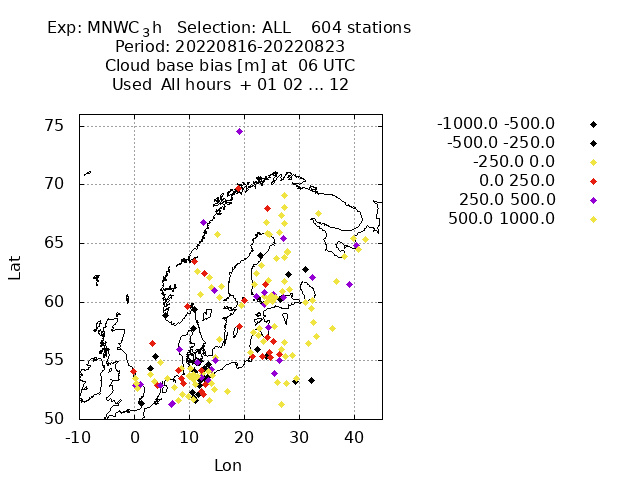 Exp: MNWC₃h Selection: ALL 604 stations
Period: 20220816-20220823
Cloud base bias [m] at 06 UTC
Used All hours + 01 02 ... 12
-1000.0 -500.0
-500.0 -250.0
-250.0 0.0
0.0 250.0
250.0 500.0
500.0 1000.0
Lat
75
70
65
60
55
50
-10 0 10 20 30 40
Lon